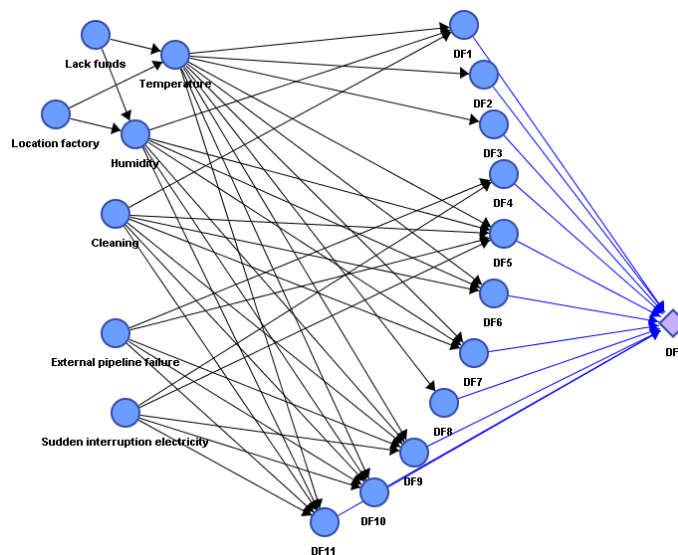 DF1
Lack funds
Temperature
DF2
Location factory
Humidity
DF3
DF4
Cleaning
DF5
DF6
DF
External pipeline failure
DF7
DF8
Sudden interruption electricity
DF9
DF10
DF11